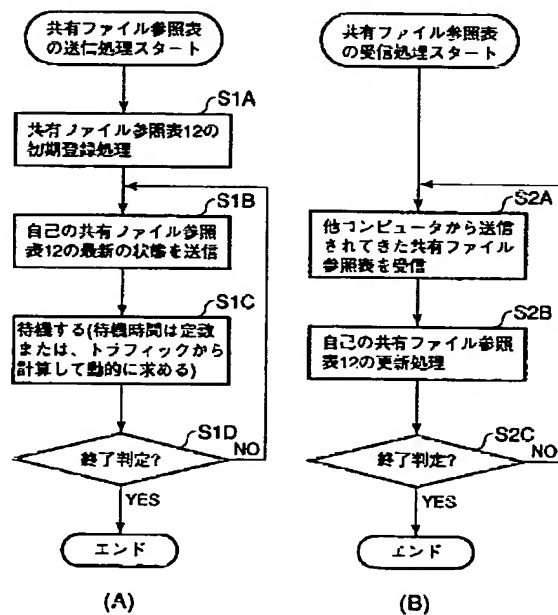 共有ファイル参照表
の送信処理スタート
S1A
共有ファイル参照表12の
初期登録処理
S1B
自己の共有ファイル参照
表12の最新の状態を送信
S1C
待機する(待機時間は定数
または、トラフィックから
計算して動的に求める)
S1D
終了判定?
NO
YES
エンド
(A)
共有ファイル参照表
の受信処理スタート
S2A
他コンピュータから送信
されてきた共有ファイル
参照表を受信
S2B
自己の共有ファイル参照
表12の更新処理
S2C
終了判定?
NO
YES
エンド
(B)